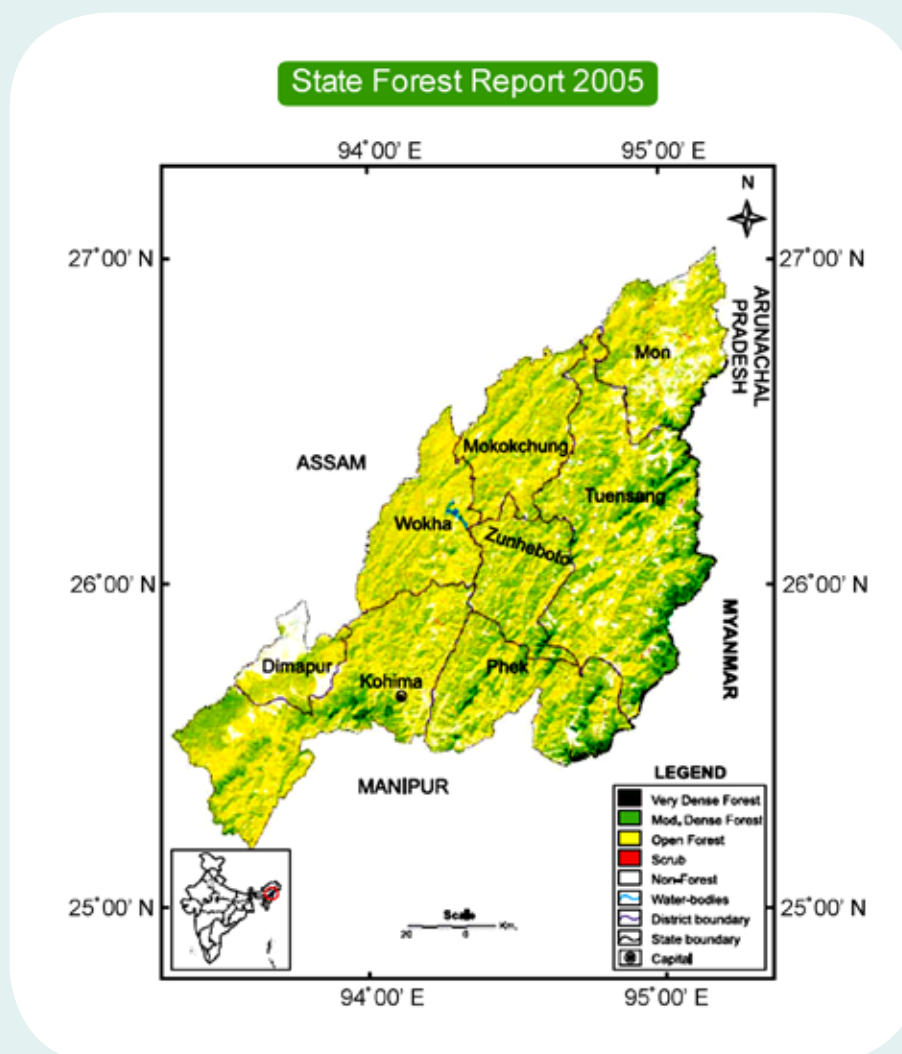 State Forest Report 2005
94°00' E
95°00' E
N
27°00' N
27°00' N
ARUNACHAL
PRADESH
Mon
Mokokchung
ASSAM
Tuensang
Wokha
Zunheboto
26°00' N
26°00' N
MYANMAR
Dimapur
Phek
Kohima
MANIPUR
LEGEND
Very Dense Forest
Mod. Dense Forest
Open Forest
Scrub
Non-Forest
Water-bodies
District boundary
State boundary
Capital
25°00' N
Scale
20 0 Km.
25°00' N
94°00' E
95°00' E